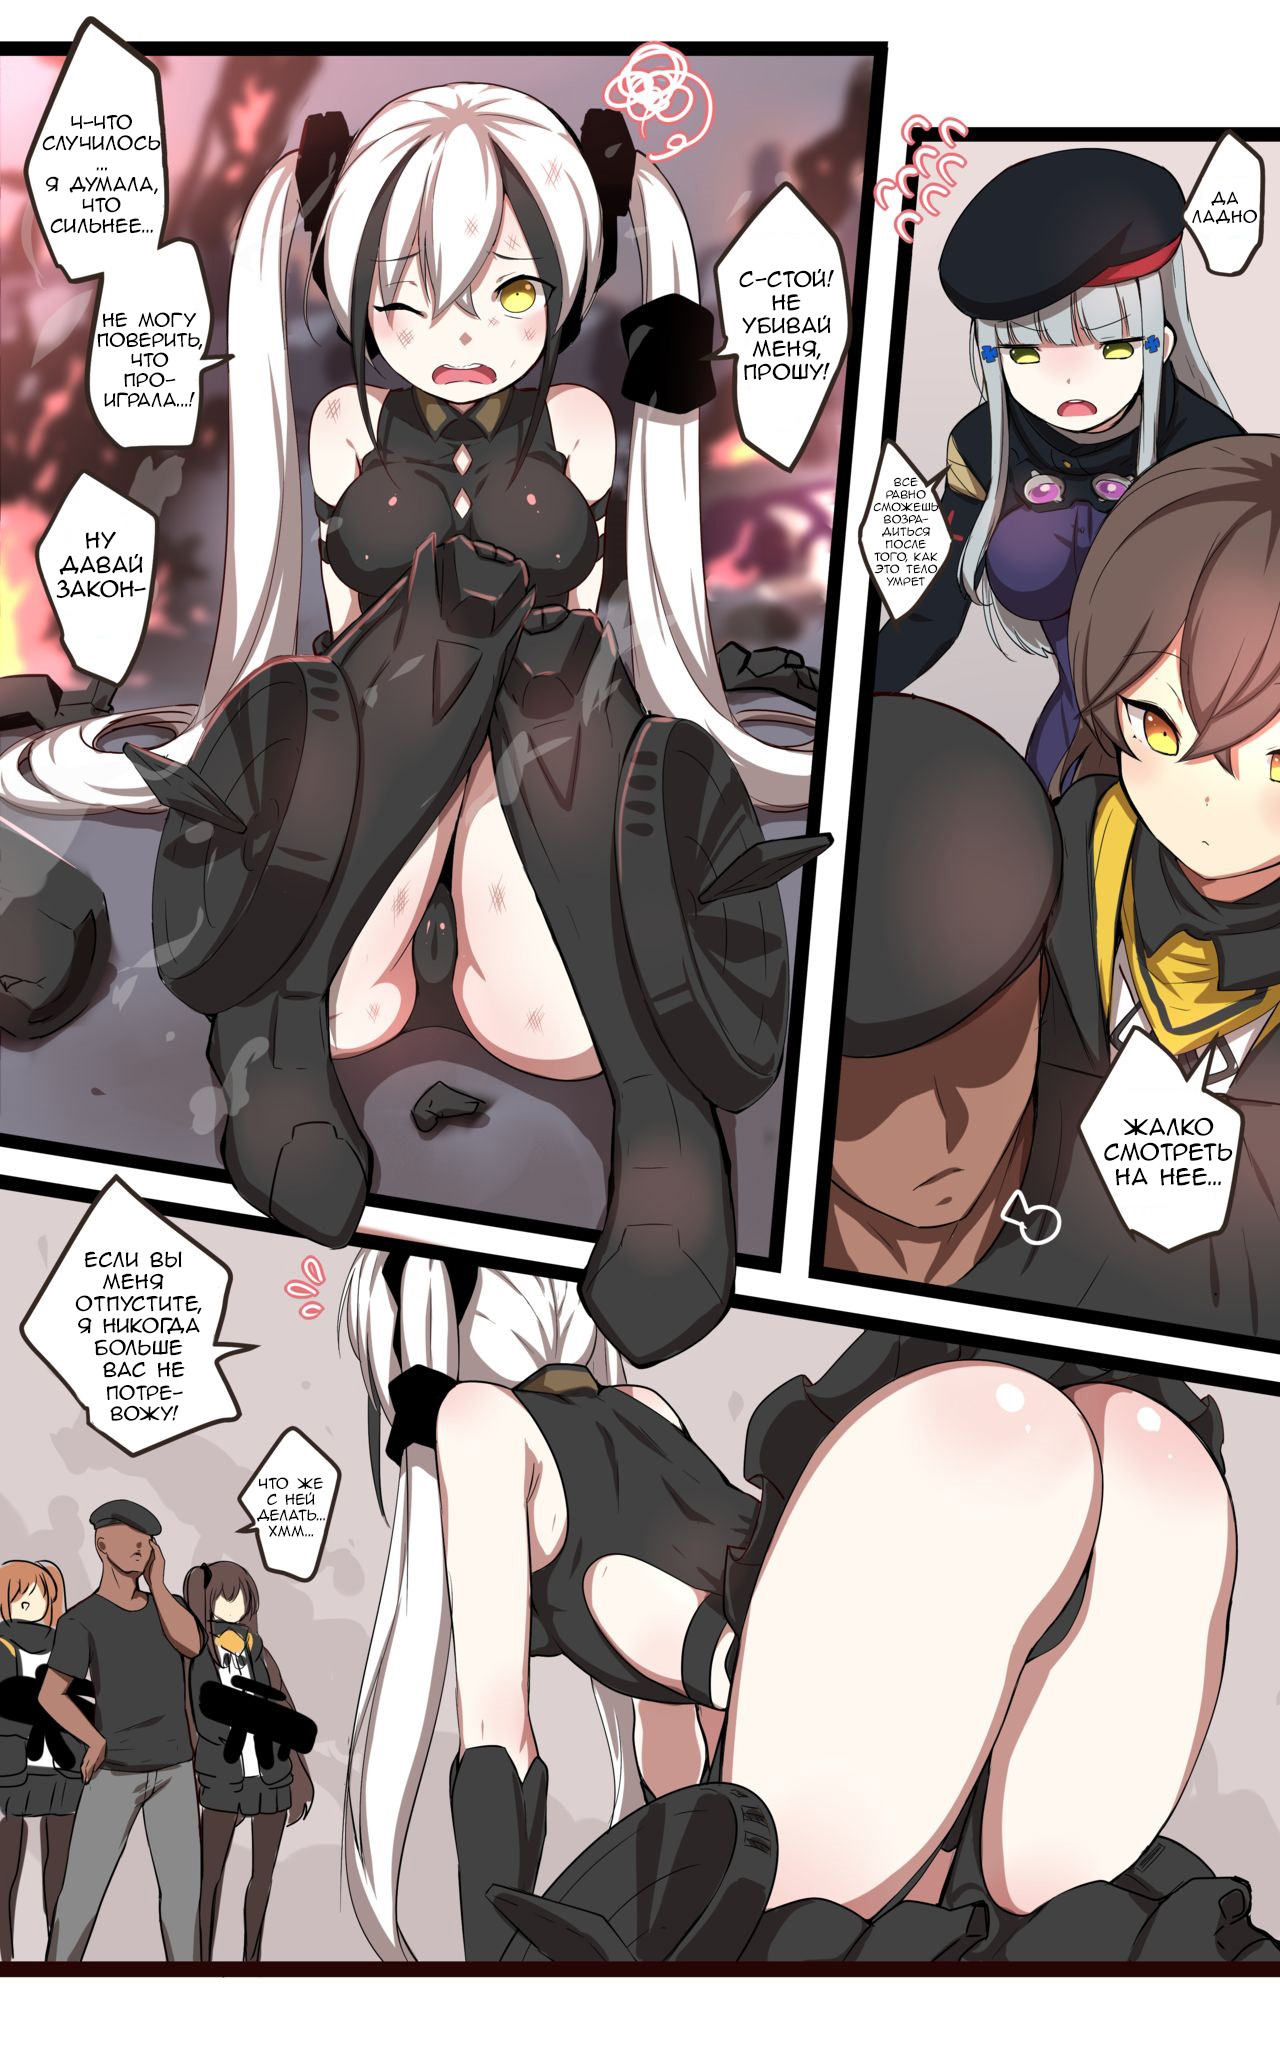 Ч-ЧТО
СЛУЧИЛОСЬ
...
Я ДУМАЛА,
ЧТО
СИЛЬНЕЕ...
НЕ МОГУ
ПОВЕРИТЬ,
ЧТО
ПРО-
ИГРАЛА...!
С-СТОЙ!
НЕ
УБИВАЙ
МЕНЯ,
ПРОШУ!
НУ
ДАВАЙ
ЗАКОН-
ДА
ЛАДНО
ВСЕ
РАВНО
СМОЖЕШЬ
ВОЗРА-
ДИТЬСЯ
ПОСЛЕ
ТОГО, КАК
ЭТО ТЕЛО
УМРЕТ
ЖАЛКО
СМОТРЕТЬ
НА НЕЕ...
ЕСЛИ ВЫ
МЕНЯ
ОТПУСТИТЕ,
Я НИКОГДА
БОЛЬШЕ
ВАС НЕ
ПОТРЕ-
ВОЖУ!
ЧТО ЖЕ
С НЕЙ
ДЕЛАТЬ...
ХММ...